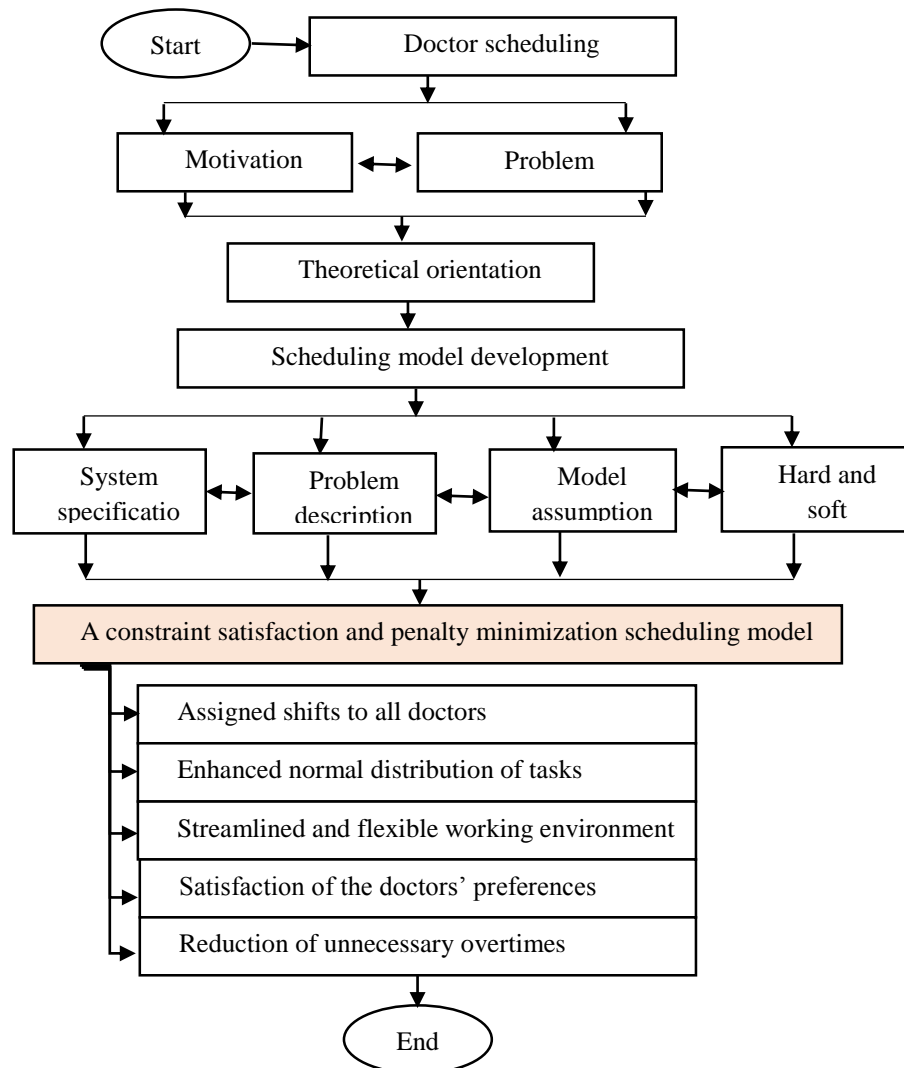 Start
Doctor scheduling
Motivation
Problem
Theoretical orientation
Scheduling model development
System
specificatio
Problem
description
Model
assumption
Hard and
soft
A constraint satisfaction and penalty minimization scheduling model
Assigned shifts to all doctors
Enhanced normal distribution of tasks
Streamlined and flexible working environment
Satisfaction of the doctors’ preferences
Reduction of unnecessary overtimes
End